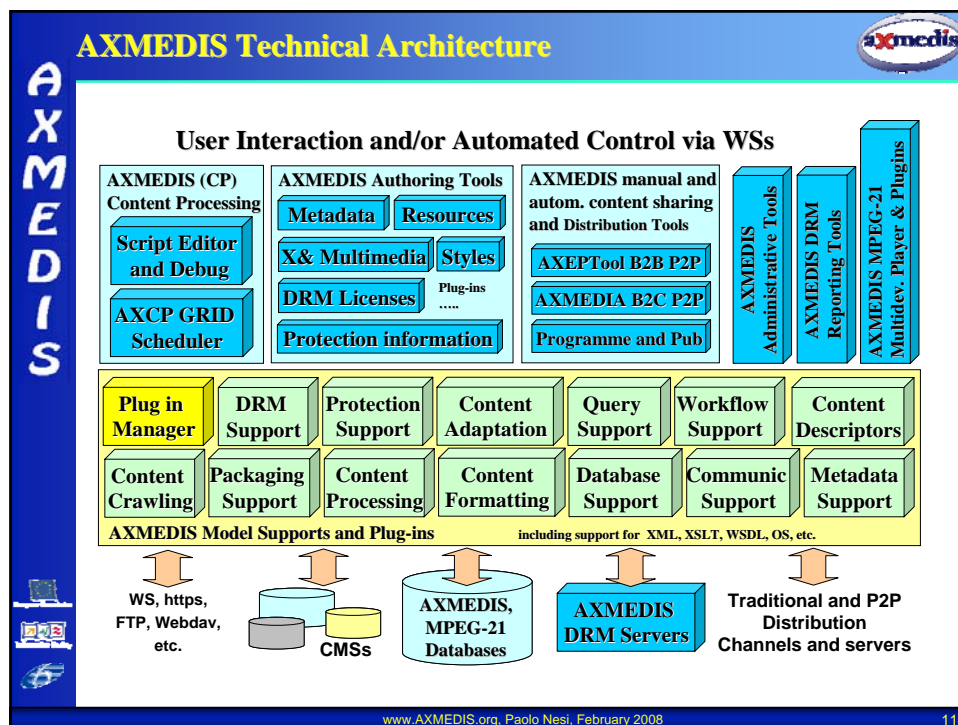 AXMEDIS Technical Architecture
axmedis
AXMEDIS
User Interaction and/or Automated Control via WSs
AXMEDIS (CP)
Content Processing
Script Editor
and Debug
AXCP GRID
Scheduler
AXMEDIS Authoring Tools
Metadata
Resources
X& Multimedia
Styles
DRM Licenses
Plug-ins
.....
Protection information
AXMEDIS manual and
autom. content sharing
and Distribution Tools
AXEPTool B2B P2P
AXMEDIA B2C P2P
Programme and Pub
AXMEDIS
Administrative Tools
AXMEDIS DRM
Reporting Tools
AXMEDIS MPEG-21
Multidev. Player & Plugins
Plug in
Manager
DRM
Support
Protection
Support
Content
Adaptation
Query
Support
Workflow
Support
Content
Descriptors
Content
Crawling
Packaging
Support
Content
Processing
Content
Formatting
Database
Support
Communic
Support
Metadata
Support
AXMEDIS Model Supports and Plug-ins
including support for XML, XSLT, WSDL, OS, etc.
WS, https,
FTP, Webdav,
etc.
CMSs
AXMEDIS,
MPEG-21
Databases
AXMEDIS
DRM Servers
Traditional and P2P
Distribution
Channels and servers
www.AXMEDIS.org, Paolo Nesi, February 2008
11